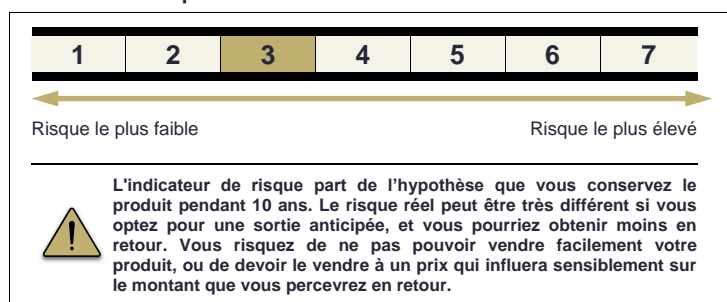 1 2 3 4 5 6 7
Risque le plus faible Risque le plus élevé
L'indicateur de risque part de l’hypothèse que vous conservez le
produit pendant 10 ans. Le risque réel peut être très différent si vous
optez pour une sortie anticipée, et vous pourriez obtenir moins en
retour. Vous risquez de ne pas pouvoir vendre facilement votre
produit, ou de devoir le vendre à un prix qui influera sensiblement sur
le montant que vous percevrez en retour.